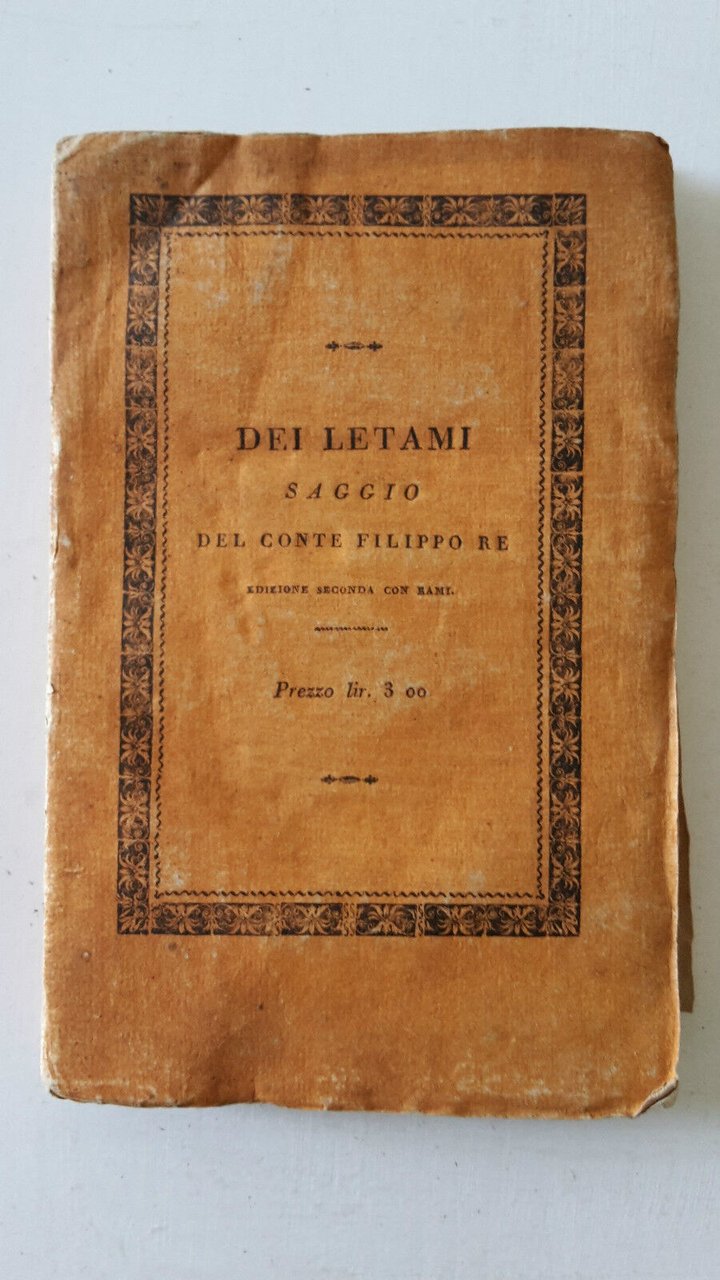 DEI LETAMI
SAGGIO
DEL CONTE FILIPPO RE
EDIZIONE SECONDA CON RAMI.
Prezzo lir. 3 00